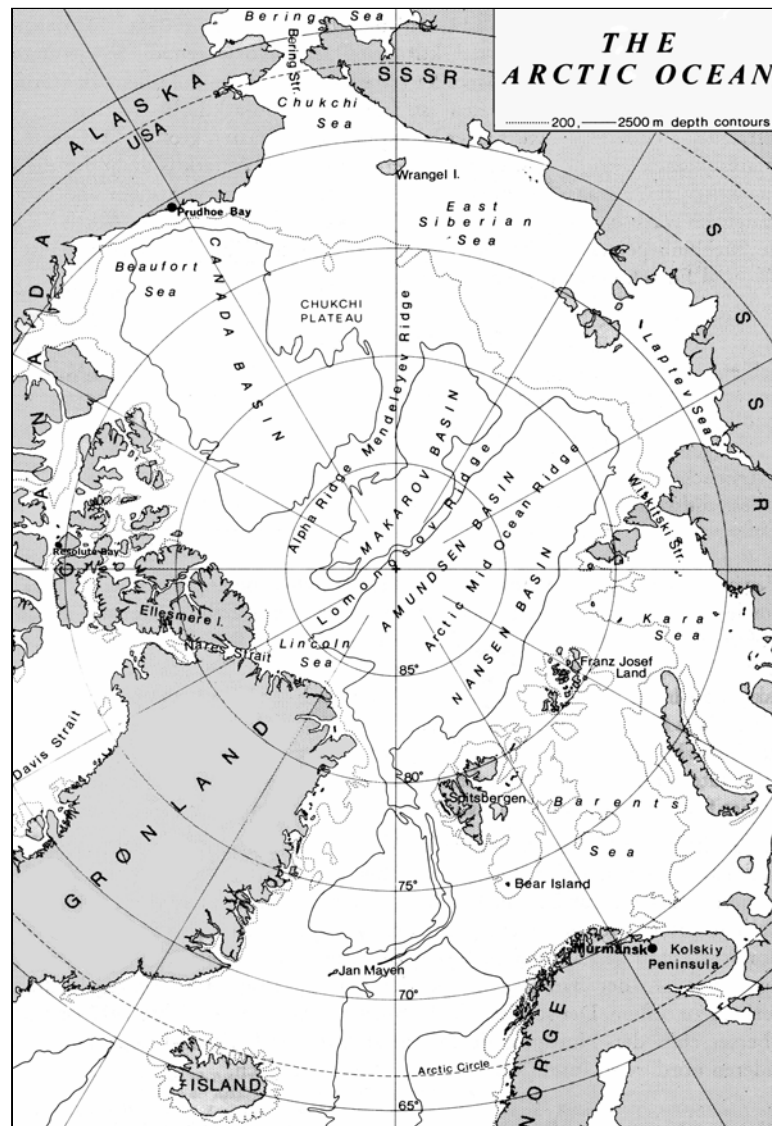 THE
ARCTIC OCEAN
200, 2500 m depth contours
Bering Sea
Bering Str.
SSSR
ALASKA
USA
Chukchi
Sea
Wrangel I.
Prudhoe Bay
East
Siberian
Sea
Beaufort
Sea
CANADA BASIN
CHUKCHI
PLATEAU
CANADA
SSSR
Laptev Sea
Alpha Ridge Mendeleyev Ridge
MAKAROV BASIN
Lomonosov Ridge
AMUNDSEN BASIN
Arctic Mid Ocean Ridge
NANSEN BASIN
Wilkitski Str.
Resolute Bay
Ellesmere I.
Nares Strait
Lincoln
Sea
Kara
Sea
Franz Josef
Land
85°
Davis Strait
GRØNLAND
80°
Spitsbergen
Barents
Sea
75°
Bear Island
Murmansk
Kolskiy
Peninsula
Jan Mayen
70°
NORGE
Arctic Circle
ISLAND
65°